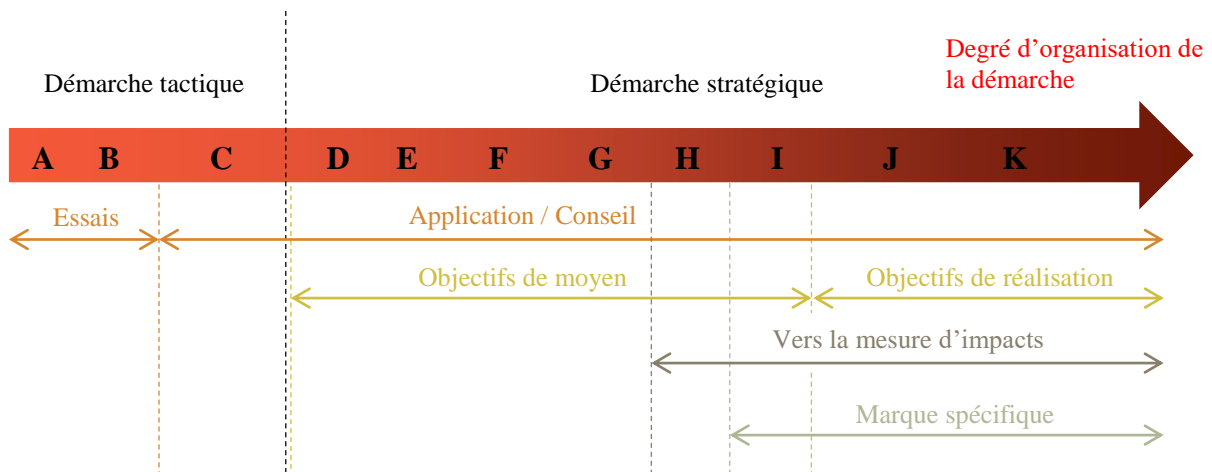 Degré d'organisation de
la démarche
Démarche tactique
Démarche stratégique
A B C D E F G H I J K
Essais
Application / Conseil
Objectifs de moyen
Objectifs de réalisation
Vers la mesure d'impacts
Marque spécifique